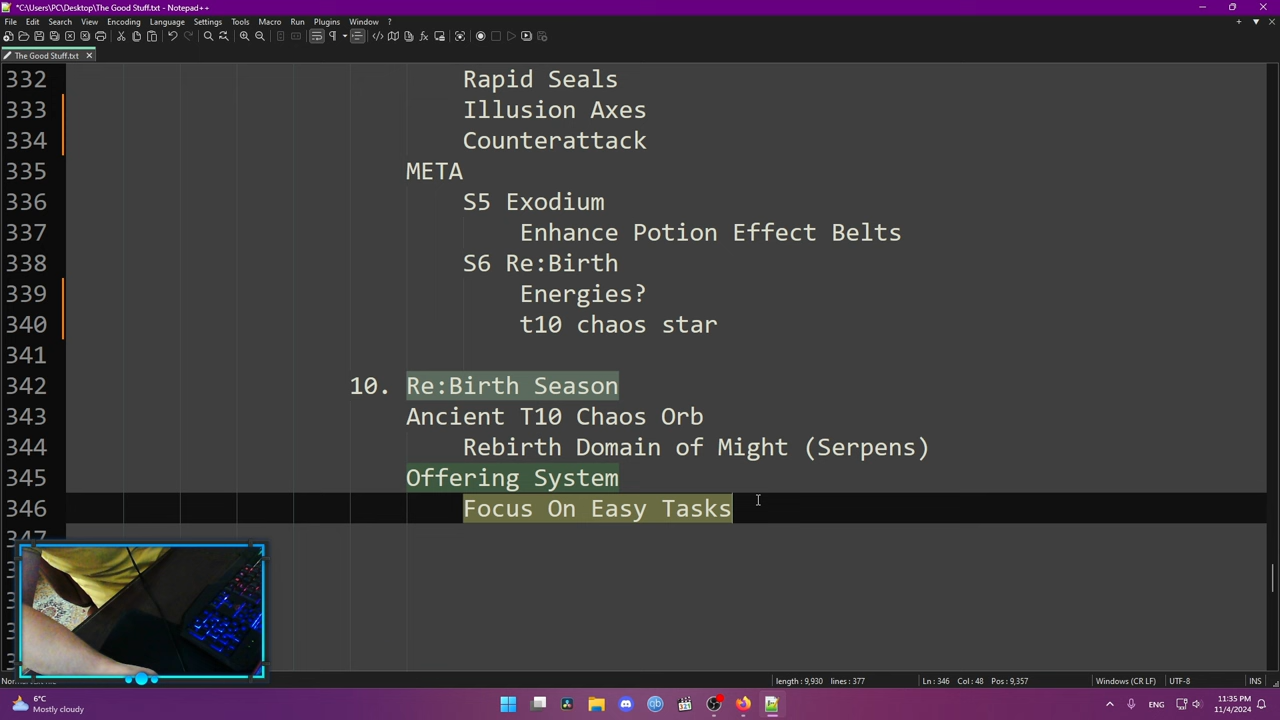 *C:\Users\PC\Desktop\The Good Stuff.txt - Notepad++
File Edit Search View Encoding Language Settings Tools Macro Run Plugins Window ?
The Good Stuff.txt
332 Rapid Seals
333 Illusion Axes
334 Counterattack
335 META
336 S5 Exodium
337 Enhance Potion Effect Belts
338 S6 Re:Birth
339 Energies?
340 t10 chaos star
341
342 10. Re:Birth Season
343 Ancient T10 Chaos Orb
344 Rebirth Domain of Might (Serpens)
345 Offering System
346 Focus On Easy Tasks
length : 9,930 lines : 377 Ln : 346 Col : 48 Pos : 9,357 Windows (CR LF) UTF-8 INS
6°C
Mostly cloudy
ENG
11:35 PM
11/4/2024